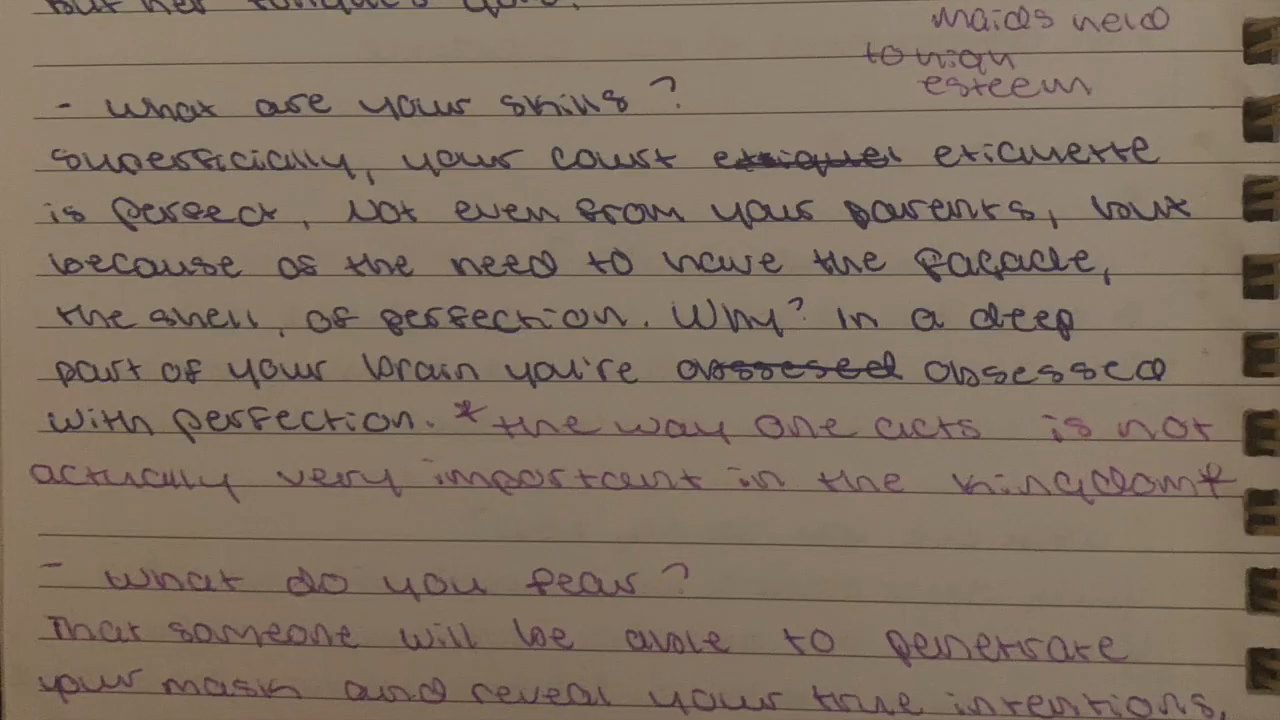 maids held
to high
esteem
- what are your skills?
superficially, your court etiquette
is perfect. Not even from your parents, but
because of the need to have the façade,
the shell, of perfection. Why? In a deep
part of your brain you're obsessed
with perfection. *the way one acts is not
actually very important in the kingdom*
- what do you fear?
That someone will be able to penetrate
your mask and reveal your true intentions.